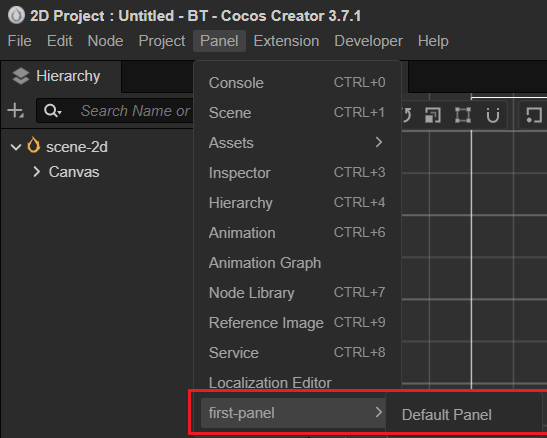 2D Project : Untitled - BT - Cocos Creator 3.7.1
File Edit Node Project Panel Extension Developer Help
Hierarchy
Search Name or
scene-2d
Canvas
Console CTRL+0
Scene CTRL+1
Assets
Inspector CTRL+3
Hierarchy CTRL+4
Animation CTRL+6
Animation Graph
Node Library CTRL+7
Reference Image CTRL+9
Service CTRL+8
Localization Editor
first-panel
Default Panel